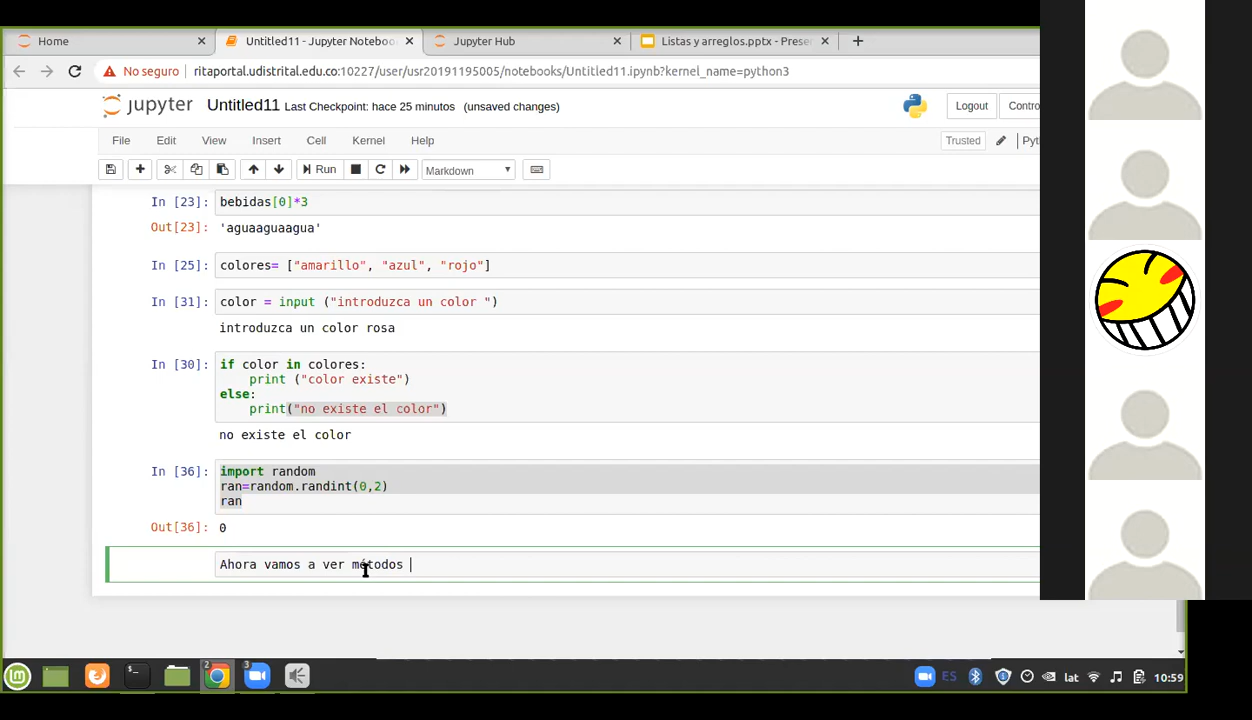 Home
Untitled11 - Jupyter Noteboo
Jupyter Hub
Listas y arreglos.pptx - Prese
No seguro
ritaportal.udistrital.edu.co:10227/user/usr20191195005/notebooks/Untitled11.ipynb?kernel_name=python3
jupyter Untitled11 Last Checkpoint: hace 25 minutos (unsaved changes)
Logout
Contro
File Edit View Insert Cell Kernel Help
Trusted
Pyt
Run
Markdown
In [23]: bebidas[0]*3
Out[23]: 'aguaaguaagua'
In [25]: colores= ["amarillo", "azul", "rojo"]
In [31]: color = input ("introduzca un color ")
introduzca un color rosa
In [30]: if color in colores:
print ("color existe")
else:
print("no existe el color")
no existe el color
In [36]: import random
ran=random.randint(0,2)
ran
Out[36]: 0
Ahora vamos a ver métodos
2
3
ES
lat
10:59